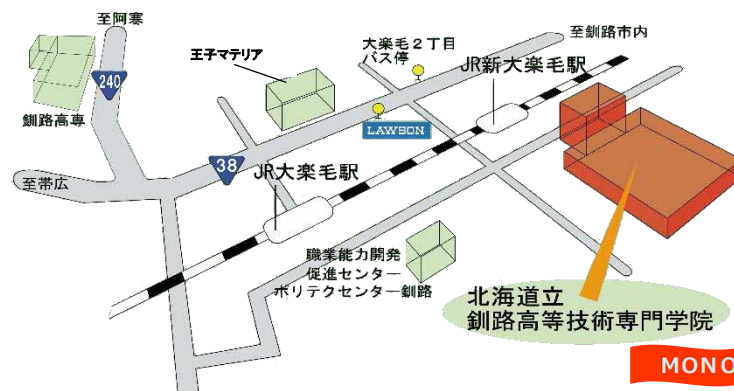 至阿寒
240
釧路高専
王子マテリア
大楽毛２丁目
バス停
至釧路市内
JR新大楽毛駅
LAWSON
38
JR大楽毛駅
至帯広
職業能力開発
促進センター
ポリテクセンター釧路
北海道立
釧路高等技術専門学院
MONO